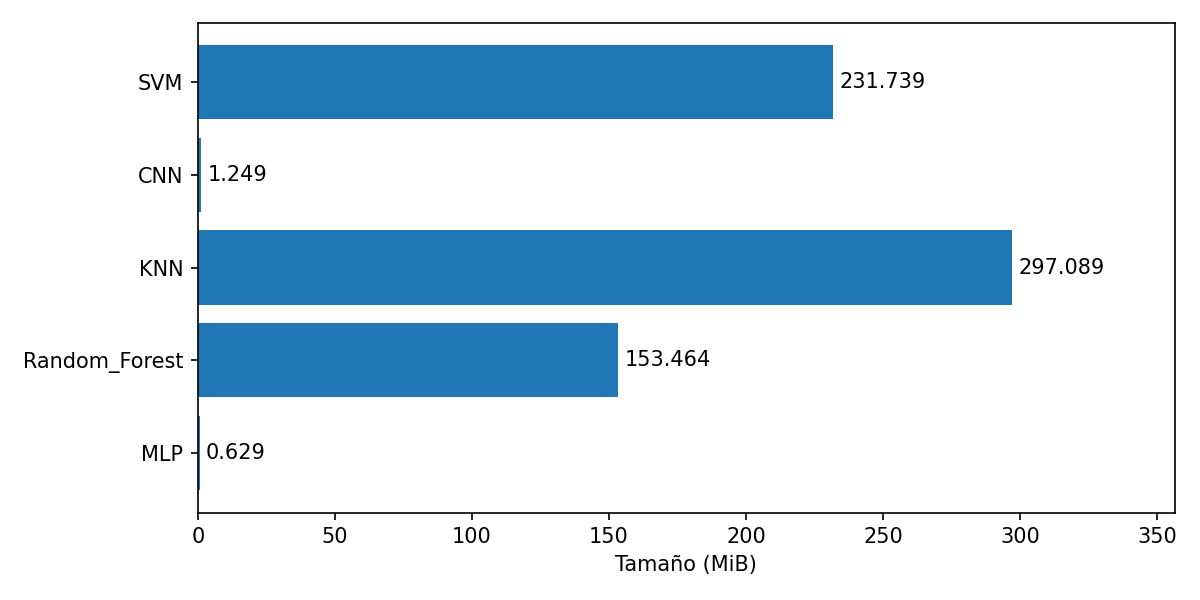 SVM
231.739
CNN
1.249
KNN
297.089
Random_Forest
153.464
MLP
0.629
0 50 100 150 200 250 300 350
Tamaño (MiB)